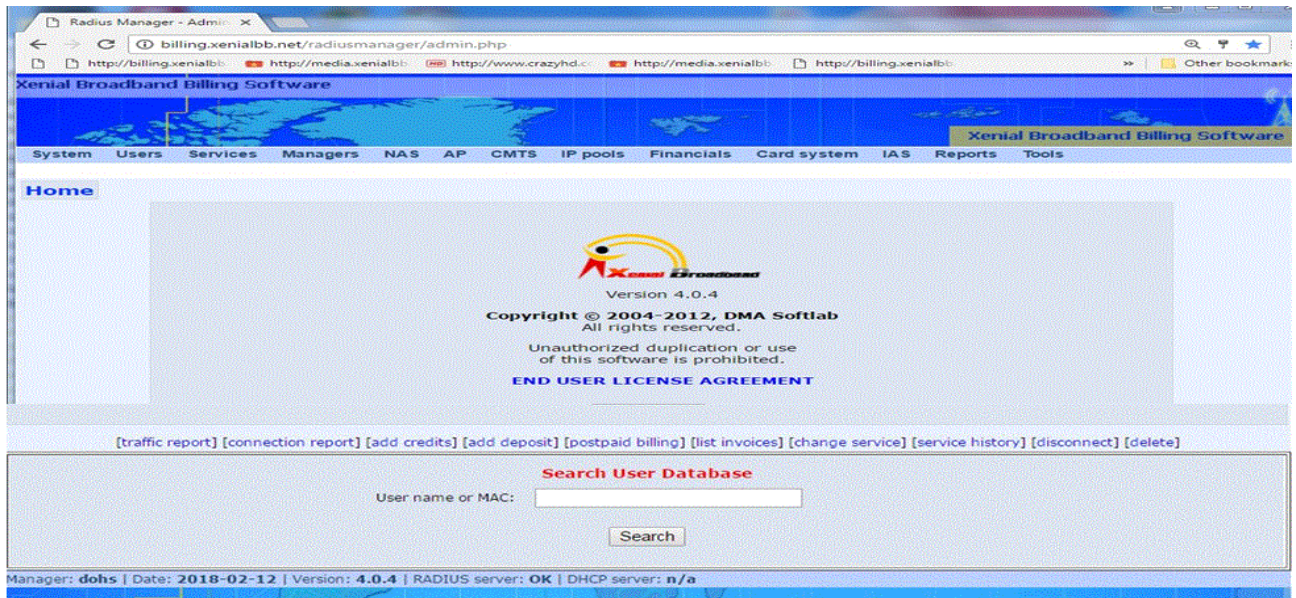 Radius Manager - Admin
billing.xenialbb.net/radiusmanager/admin.php
http://billing.xenialbb http://media.xenialbb http://www.crazyhd.c http://media.xenialbb http://billing.xenialbb » Other bookmark
Xenial Broadband Billing Software
Xenial Broadband Billing Software
System Users Services Managers NAS AP CMTS IP pools Financials Card system IAS Reports Tools
Home
Xenial Broadband
Version 4.0.4
Copyright © 2004-2012, DMA Softlab
All rights reserved.
Unauthorized duplication or use
of this software is prohibited.
END USER LICENSE AGREEMENT
[traffic report] [connection report] [add credits] [add deposit] [postpaid billing] [list invoices] [change service] [service history] [disconnect] [delete]
Search User Database
User name or MAC:
Search
Manager: dohs | Date: 2018-02-12 | Version: 4.0.4 | RADIUS server: OK | DHCP server: n/a